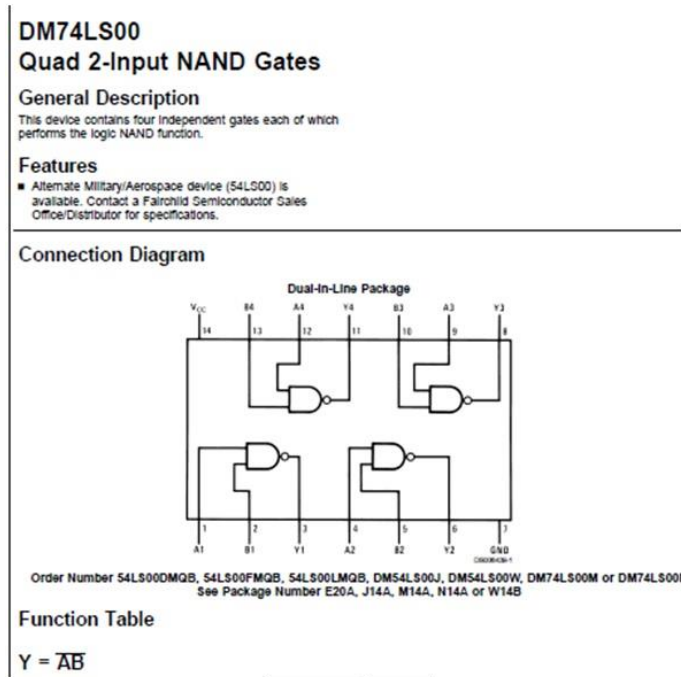 DM74LS00
Quad 2-Input NAND Gates
General Description
This device contains four independent gates each of which
performs the logic NAND function.
Features
■ Alternate Military/Aerospace device (54LS00) is
available. Contact a Fairchild Semiconductor Sales
Office/Distributor for specifications.
Connection Diagram
Dual-In-Line Package
VCC B4 A4 Y4 B3 A3 Y3
14 13 12 11 10 9 8
1 2 3 4 5 6 7
A1 B1 Y1 A2 B2 Y2 GND
Order Number 54LS00DMQB, 54LS00FMQB, 54LS00LMQB, DM54LS00J, DM54LS00W, DM74LS00M or DM74LS00
See Package Number E20A, J14A, M14A, N14A or W14B
Function Table
Y = A̅B̅